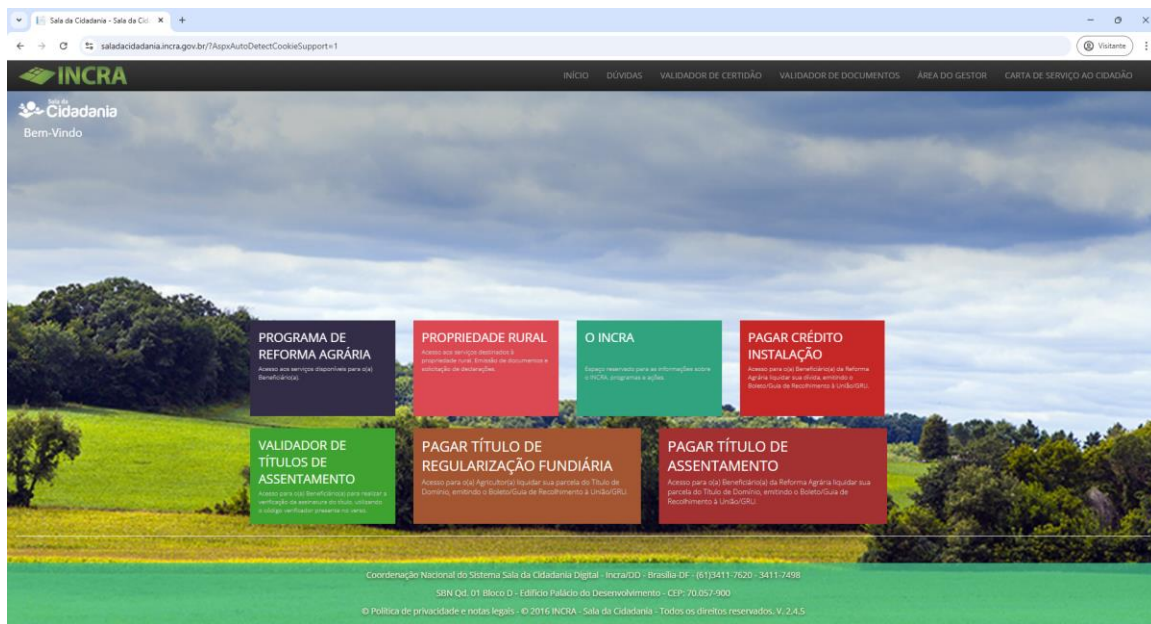 Sala da Cidadania - Sala da Cid
saladacidadania.incra.gov.br/?AspxAutoDetectCookieSupport=1
Visitante
INCRA
INÍCIO DÚVIDAS VALIDADOR DE CERTIDÃO VALIDADOR DE DOCUMENTOS ÁREA DO GESTOR CARTA DE SERVIÇO AO CIDADÃO
Sala da
Cidadania
Bem-Vindo
PROGRAMA DE
REFORMA AGRÁRIA
Acesso aos serviços disponíveis para o(a)
Beneficiário(a).
PROPRIEDADE RURAL
Acesso aos serviços destinados à
propriedade rural. Emissão de documentos e
solicitação de declarações.
O INCRA
Espaço reservado para as informações sobre
o INCRA, programas e ações.
PAGAR CRÉDITO
INSTALAÇÃO
Acesso para o(a) Beneficiário(a) da Reforma
Agrária liquidar sua dívida, emitindo o
Boleto/Guia de Recolhimento à União/GRU.
VALIDADOR DE
TÍTULOS DE
ASSENTAMENTO
Acesso para o(a) Beneficiário(a) para realizar a
verificação da assinatura do título, utilizando
o código verificador presente no verso.
PAGAR TÍTULO DE
REGULARIZAÇÃO FUNDIÁRIA
Acesso para o(a) Agricultor(a) liquidar sua parcela do Título de
Domínio, emitindo o Boleto/Guia de Recolhimento à União/GRU.
PAGAR TÍTULO DE
ASSENTAMENTO
Acesso para o(a) Beneficiário(a) da Reforma Agrária liquidar sua
parcela do Título de Domínio, emitindo o Boleto/Guia de
Recolhimento à União/GRU.
Coordenação Nacional do Sistema Sala da Cidadania Digital - Incra/DD - Brasília-DF - (61)3411-7620 - 3411-7498
SBN Qd. 01 Bloco D - Edifício Palácio do Desenvolvimento - CEP: 70.057-900
© Política de privacidade e notas legais - © 2016 INCRA - Sala da Cidadania - Todos os direitos reservados. V. 2.4.5